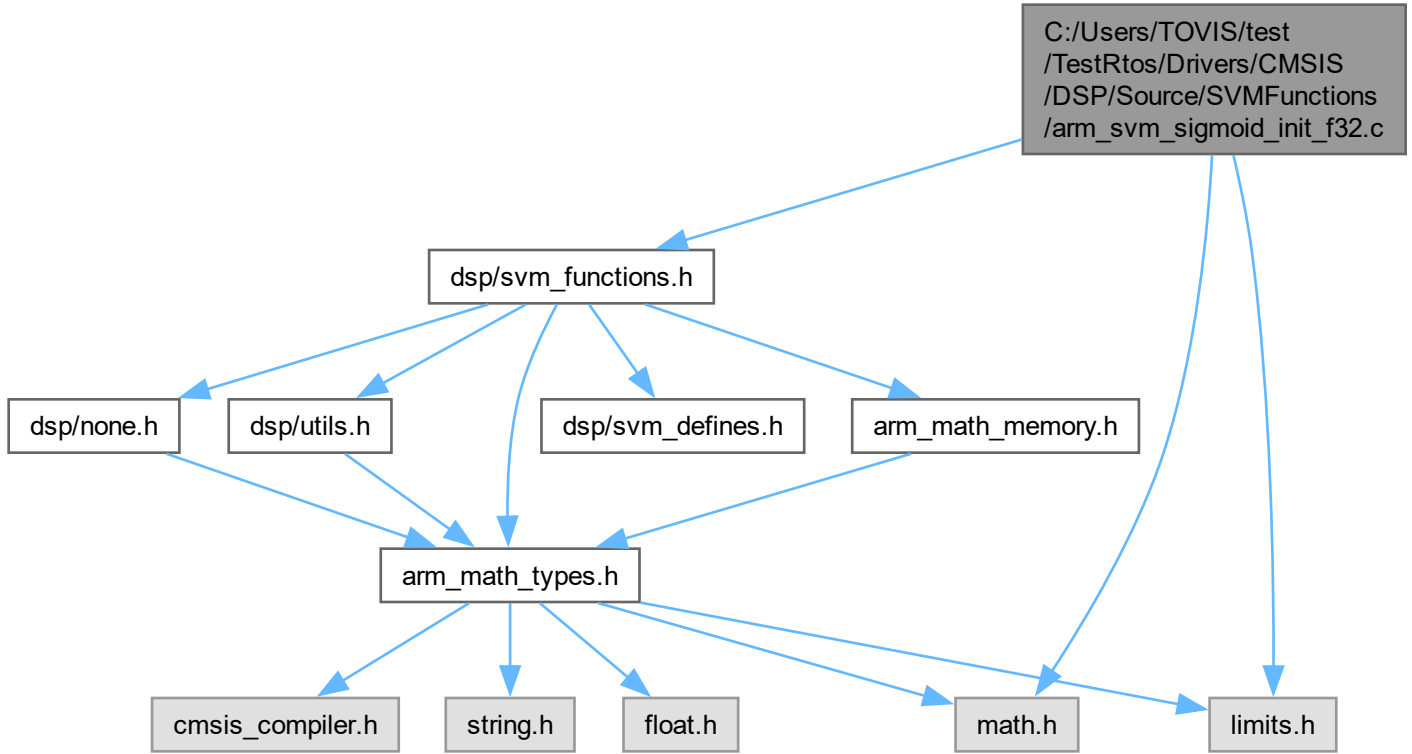 C:/Users/TOVIS/test
/TestRtos/Drivers/CMSIS
/DSP/Source/SVMFunctions
/arm_svm_sigmoid_init_f32.c
dsp/svm_functions.h
dsp/none.h
dsp/utils.h
dsp/svm_defines.h
arm_math_memory.h
arm_math_types.h
cmsis_compiler.h
string.h
float.h
math.h
limits.h